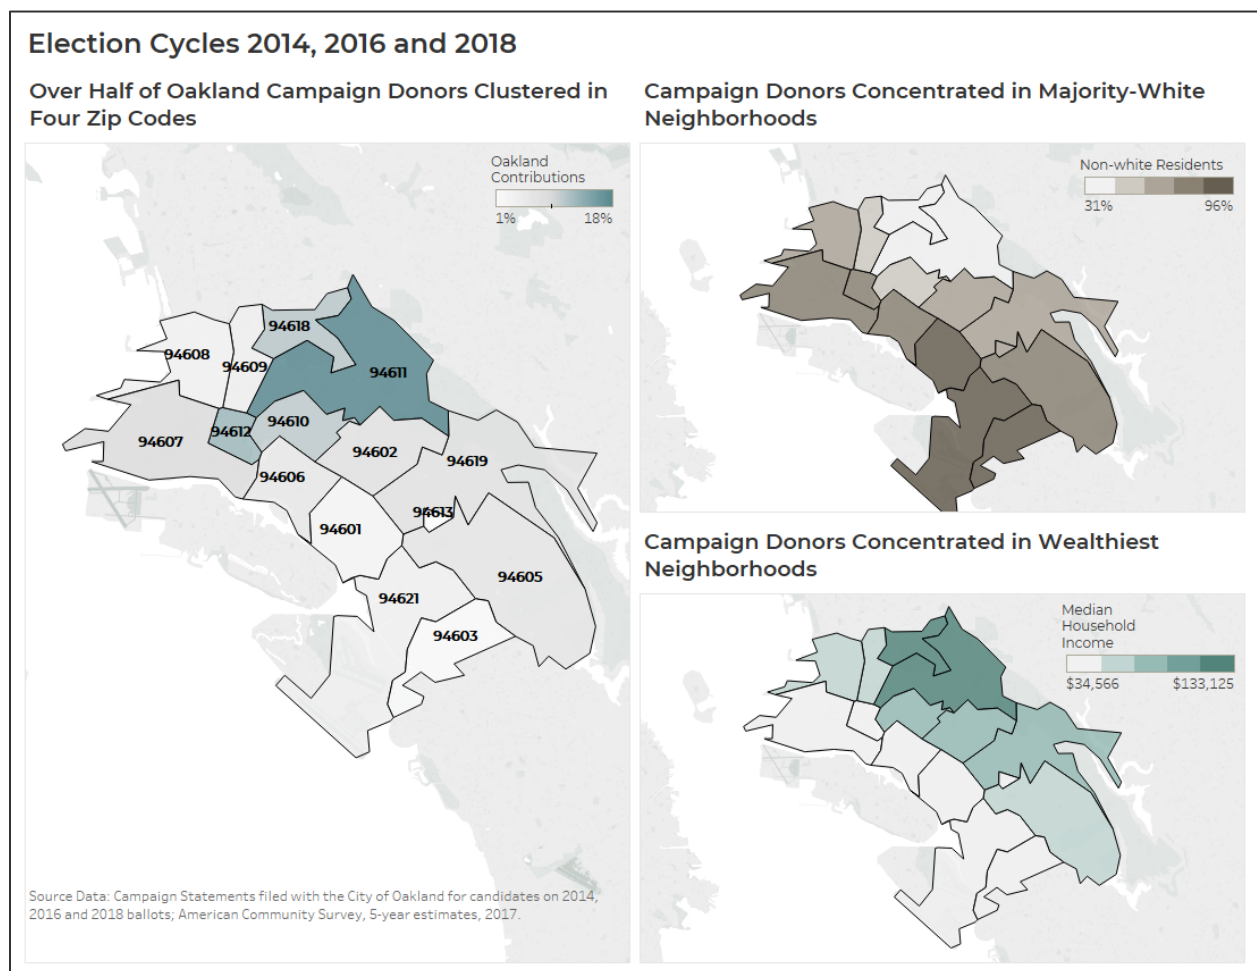 Election Cycles 2014, 2016 and 2018
Over Half of Oakland Campaign Donors Clustered in
Four Zip Codes
Oakland
Contributions
1%
18%
94618
94608
94609
94611
94610
94612
94607
94602
94619
94606
94613
94601
94605
94621
94603
Source Data: Campaign Statements filed with the City of Oakland for candidates on 2014,
2016 and 2018 ballots; American Community Survey, 5-year estimates, 2017.
Campaign Donors Concentrated in Majority-White
Neighborhoods
Non-white Residents
31%
96%
Campaign Donors Concentrated in Wealthiest
Neighborhoods
Median
Household
Income
$34,566
$133,125